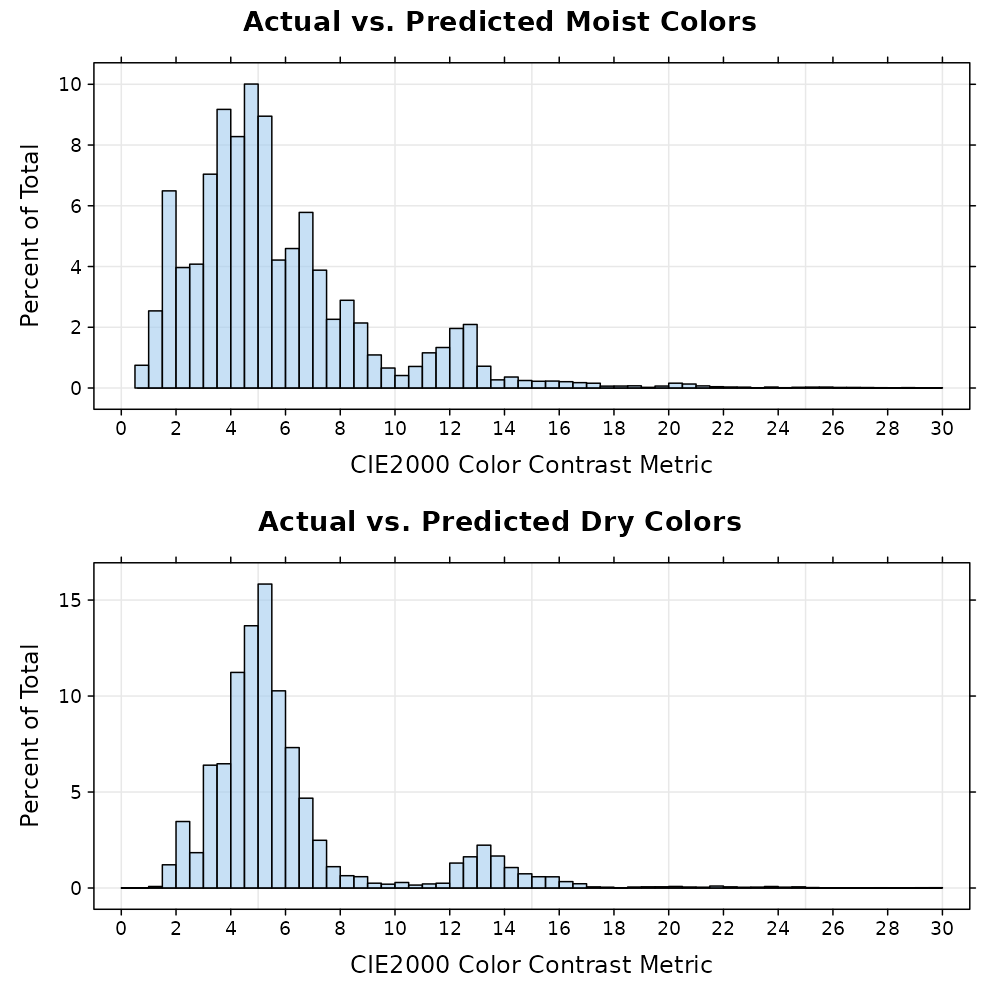 Actual vs. Predicted Moist Colors
Percent of Total
10
8
6
4
2
0
0 2 4 6 8 10 12 14 16 18 20 22 24 26 28 30
CIE2000 Color Contrast Metric
Actual vs. Predicted Dry Colors
Percent of Total
15
10
5
0
0 2 4 6 8 10 12 14 16 18 20 22 24 26 28 30
CIE2000 Color Contrast Metric